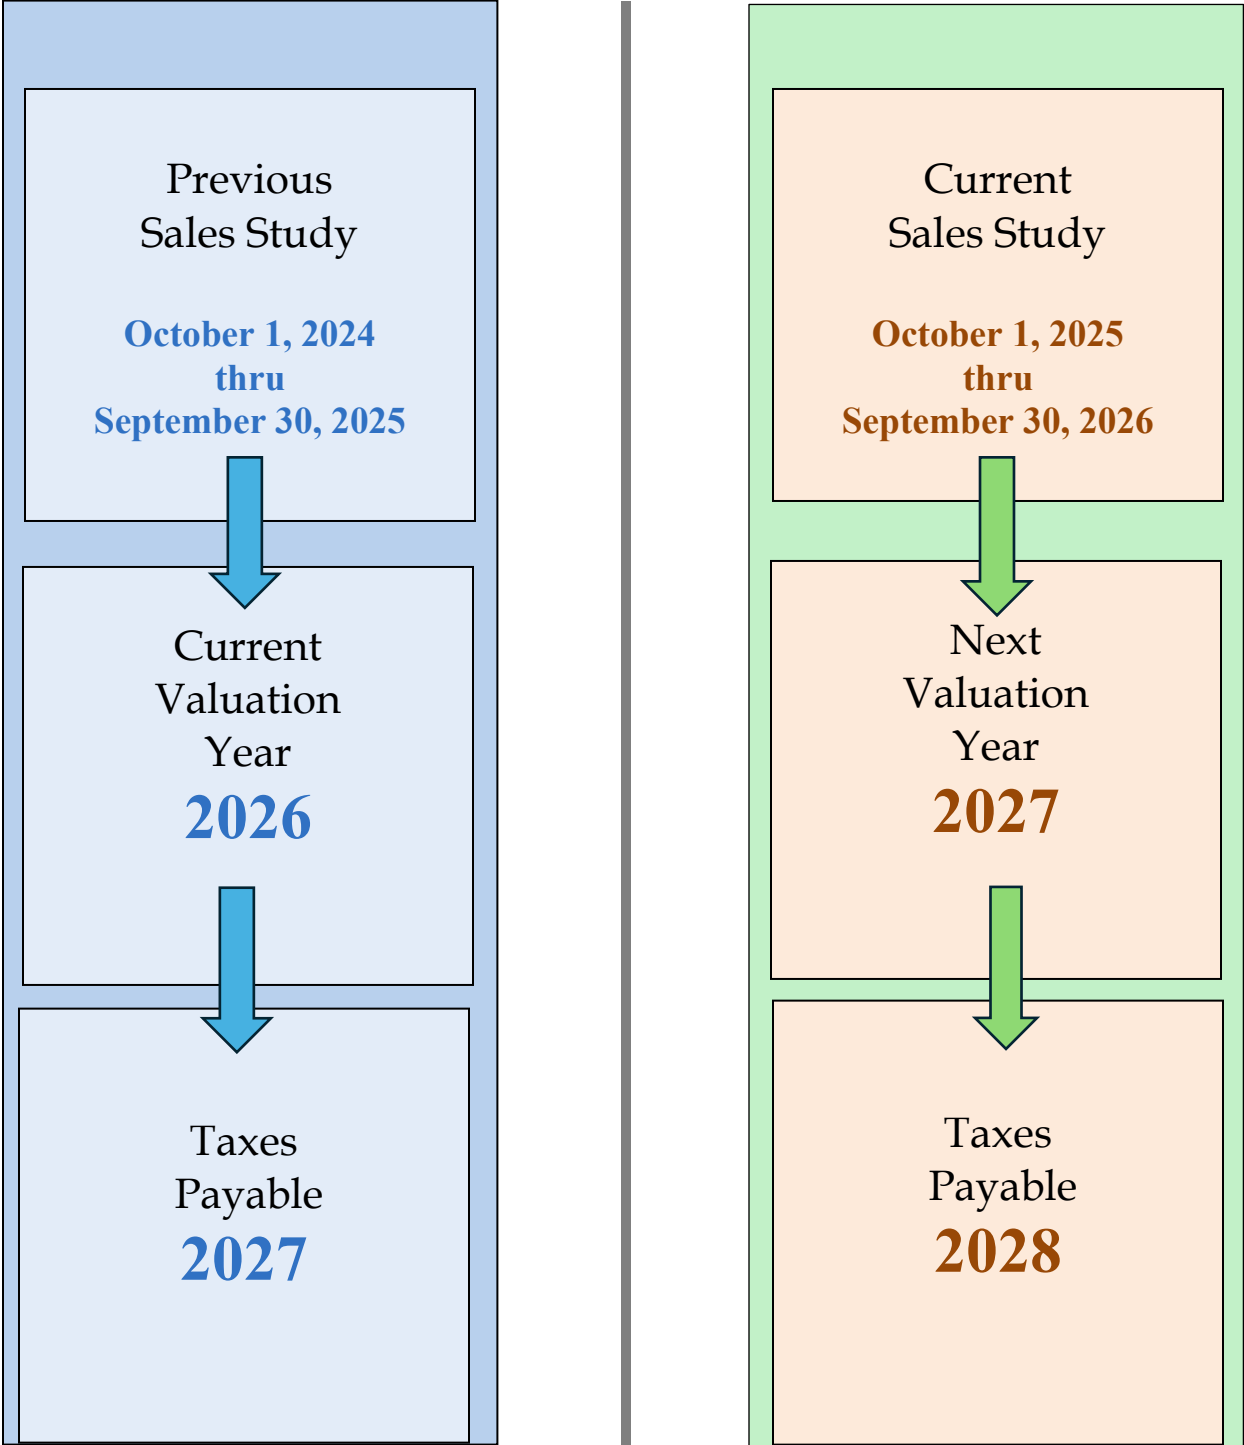 Previous
Sales Study
October 1, 2024
thru
September 30, 2025
Current
Valuation
Year
2026
Taxes
Payable
2027
Current
Sales Study
October 1, 2025
thru
September 30, 2026
Next
Valuation
Year
2027
Taxes
Payable
2028